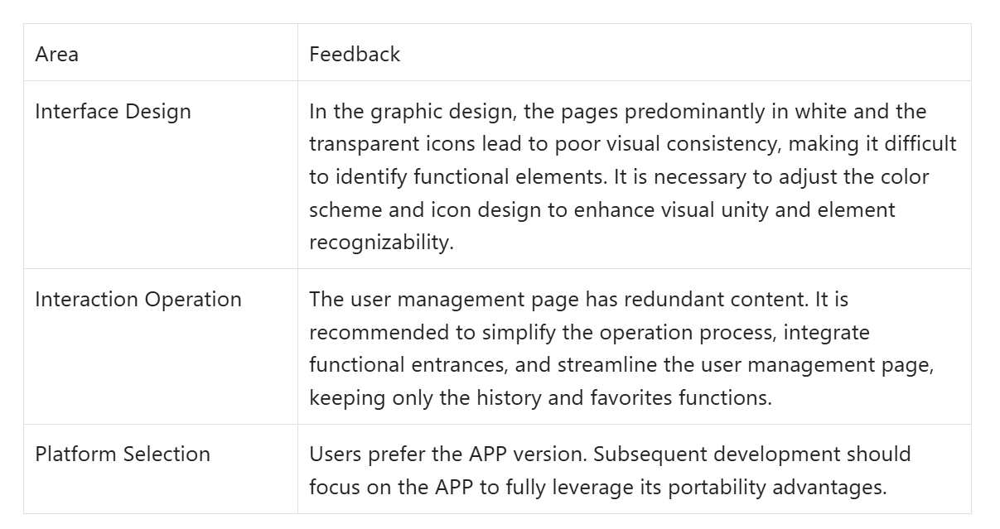 Area
Feedback
Interface Design
In the graphic design, the pages predominantly in white and the
transparent icons lead to poor visual consistency, making it difficult
to identify functional elements. It is necessary to adjust the color
scheme and icon design to enhance visual unity and element
recognizability.
Interaction Operation
The user management page has redundant content. It is
recommended to simplify the operation process, integrate
functional entrances, and streamline the user management page,
keeping only the history and favorites functions.
Platform Selection
Users prefer the APP version. Subsequent development should
focus on the APP to fully leverage its portability advantages.